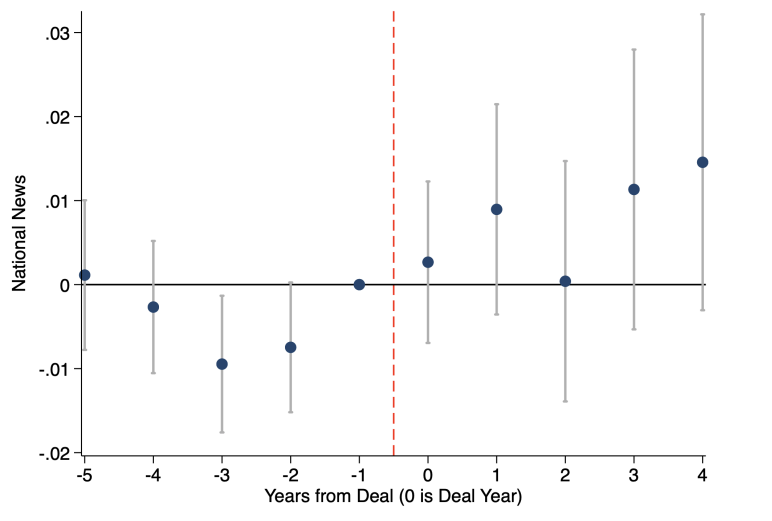 National News
.03
.02
.01
0
-.01
-.02
-5 -4 -3 -2 -1 0 1 2 3 4
Years from Deal (0 is Deal Year)